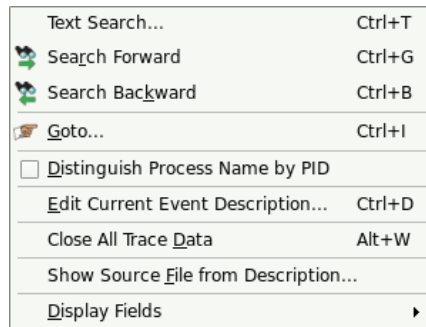 Text Search... Ctrl+T
Search Forward Ctrl+G
Search Backward Ctrl+B
Goto... Ctrl+I
Distinguish Process Name by PID
Edit Current Event Description... Ctrl+D
Close All Trace Data Alt+W
Show Source File from Description...
Display Fields